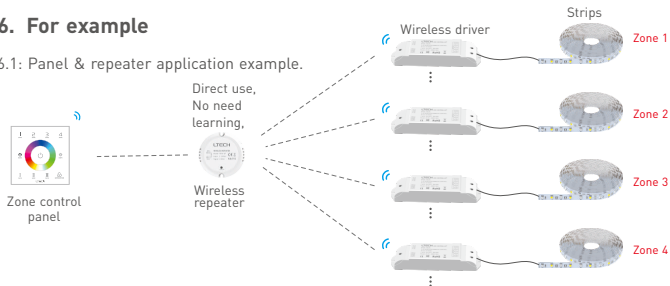 6. For example
6.1: Panel & repeater application example.
Strips
Wireless driver
Zone 1
Direct use,
No need
learning,
Zone 2
LTECH
Zone control
panel
Wireless
repeater
Zone 3
Zone 4